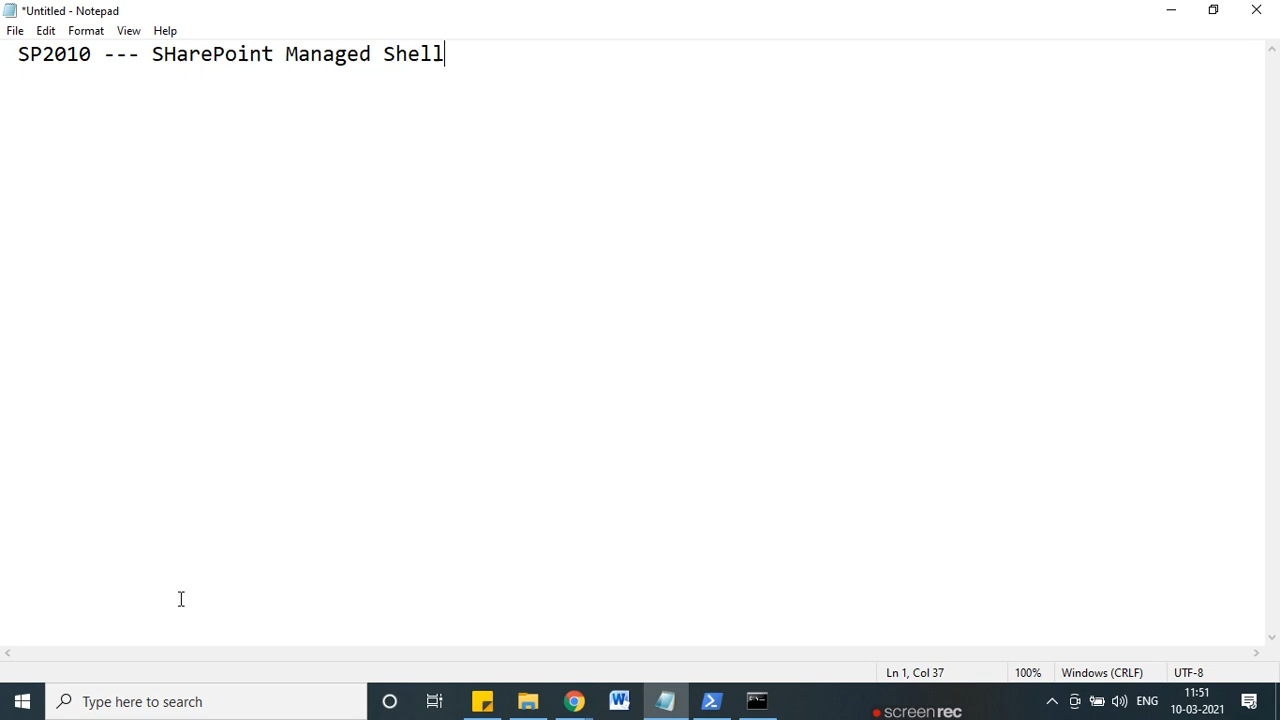 *Untitled - Notepad
File Edit Format View Help
SP2010 --- SHarePoint Managed Shell
Ln 1, Col 37 100% Windows (CRLF) UTF-8
Type here to search
ENG
11:51
10-03-2021
screenrec